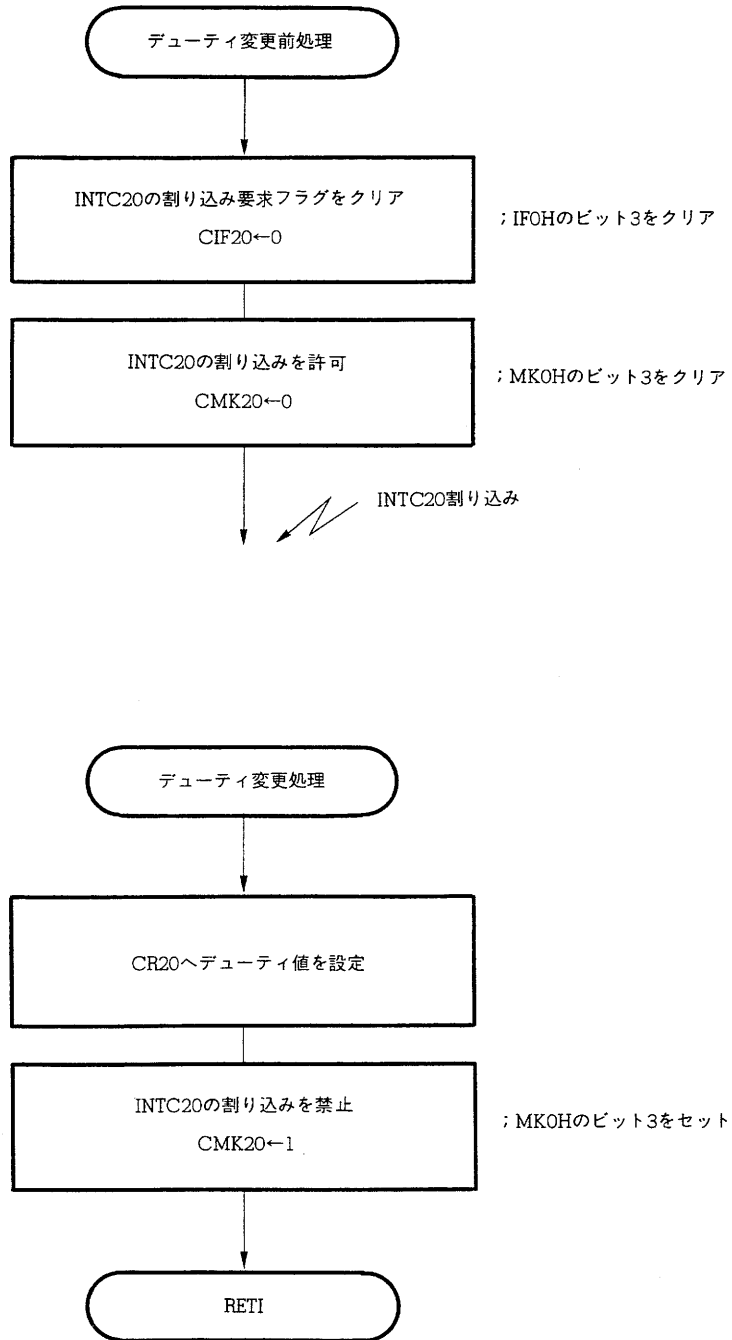 デューティ変更前処理
INTC20の割り込み要求フラグをクリア
CIF20←0
；IF0Hのビット3をクリア
INTC20の割り込みを許可
CMK20←0
；MK0Hのビット3をクリア
INTC20割り込み
デューティ変更処理
CR20へデューティ値を設定
INTC20の割り込みを禁止
CMK20←1
；MK0Hのビット3をセット
RETI